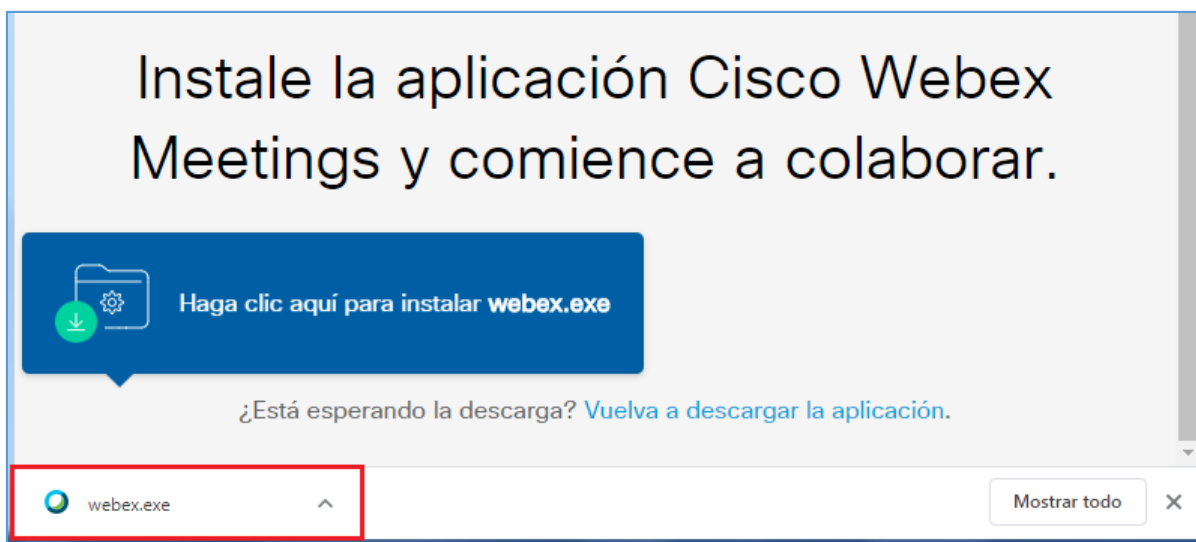 Instale la aplicación Cisco Webex
Meetings y comience a colaborar.
Haga clic aquí para instalar webex.exe
¿Está esperando la descarga? Vuelva a descargar la aplicación.
webex.exe
Mostrar todo